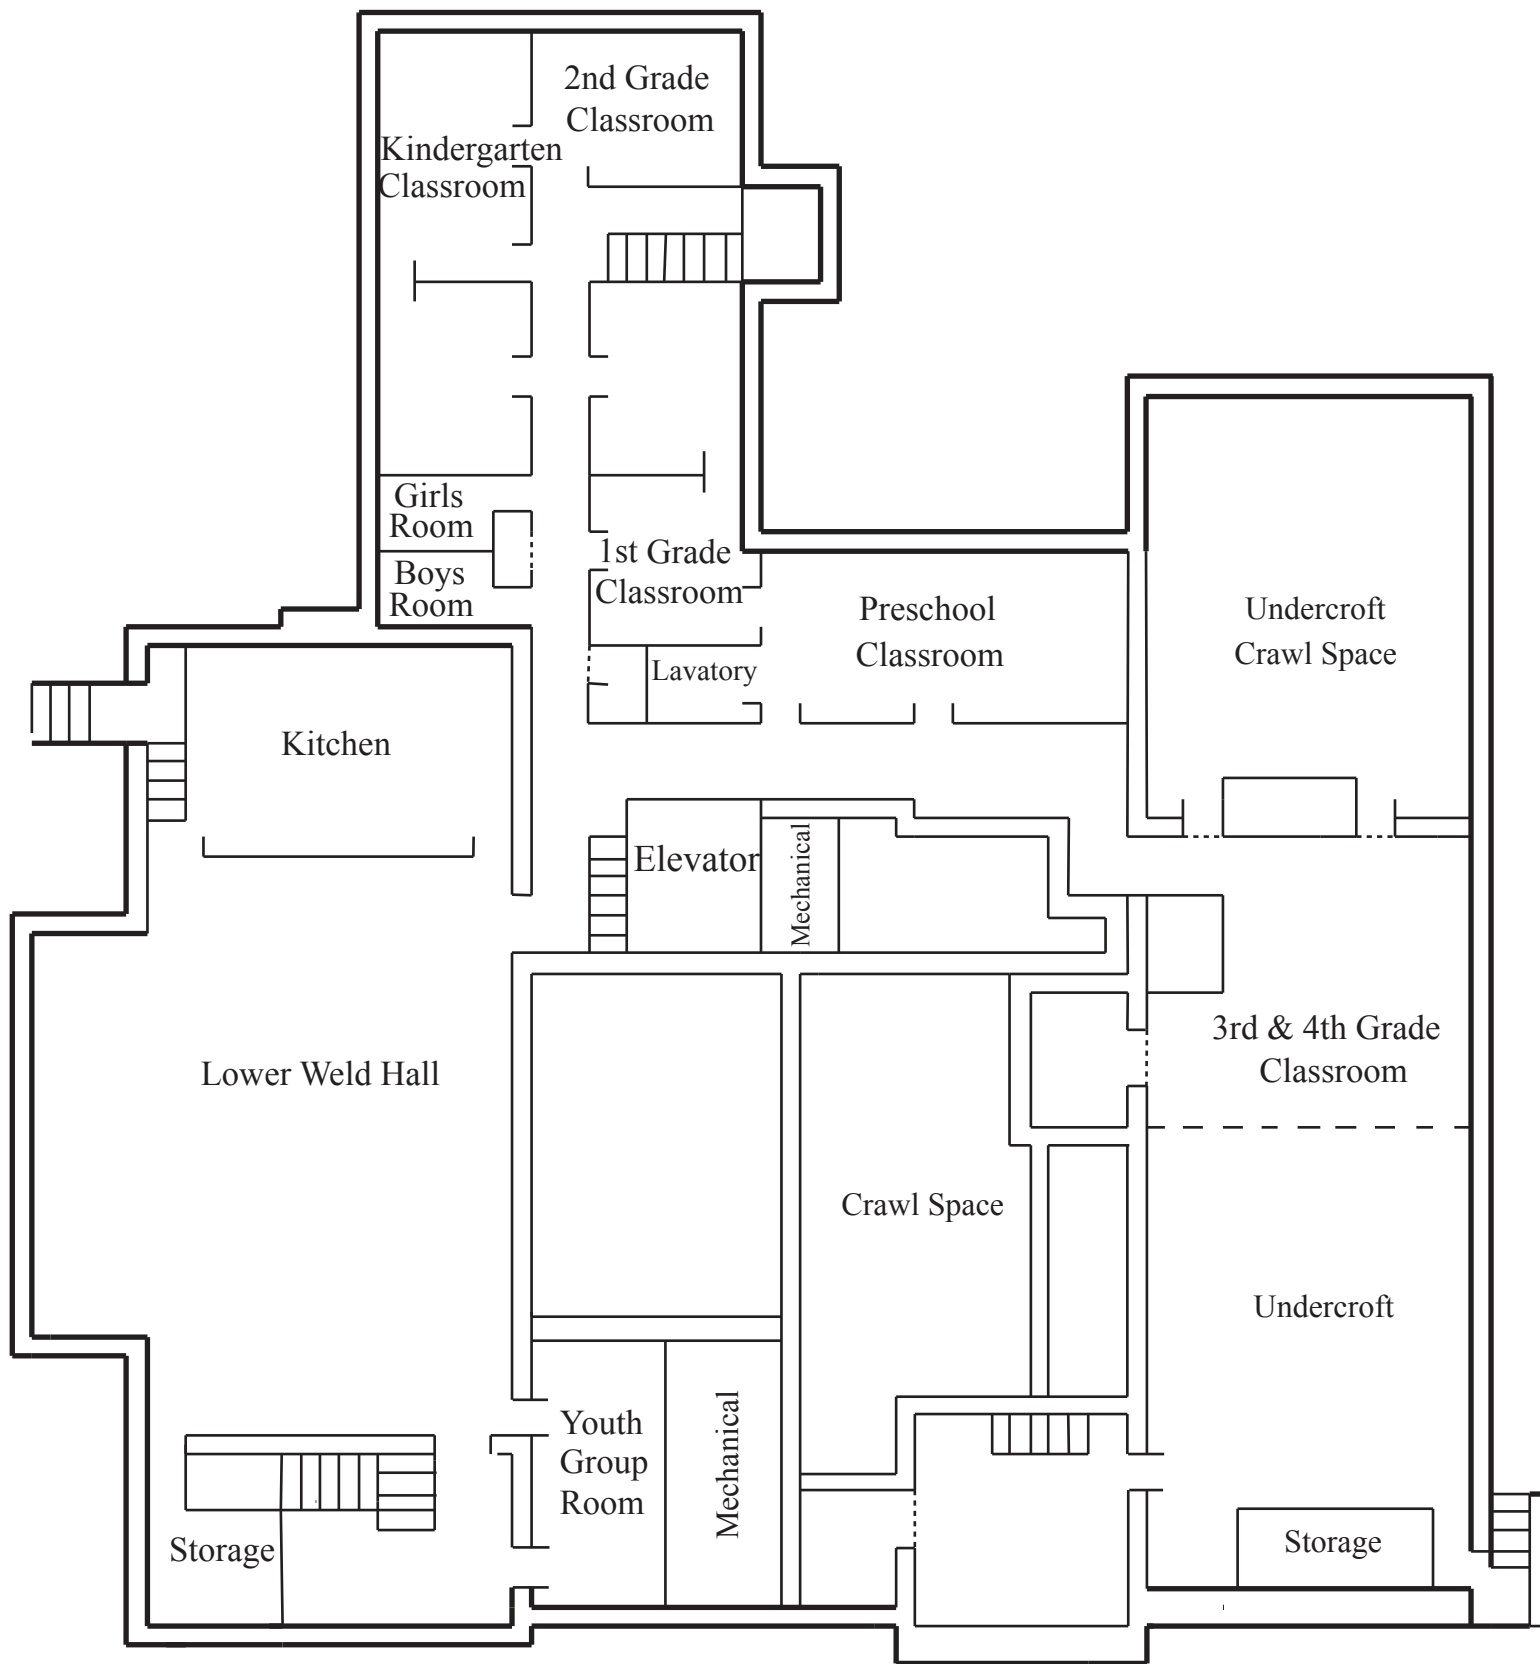 2nd Grade
Classroom
Kindergarten
Classroom
Girls
Room
Boys
Room
1st Grade
Classroom
Preschool
Classroom
Undercroft
Crawl Space
Lavatory
Kitchen
Elevator
Mechanical
3rd & 4th Grade
Classroom
Lower Weld Hall
Crawl Space
Undercroft
Youth
Group
Room
Mechanical
Storage
Storage